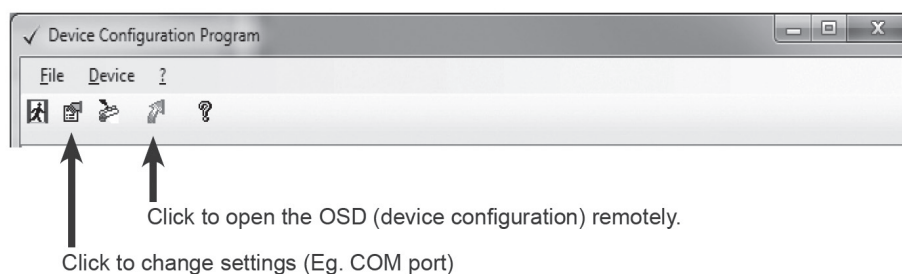 Device Configuration Program
File Device ?
Click to open the OSD (device configuration) remotely.
Click to change settings (Eg. COM port)